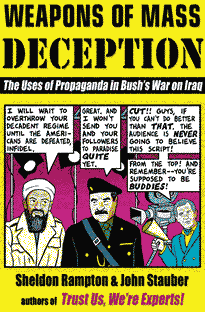 WEAPONS OF MASS
DECEPTION
The Uses of Propaganda in Bush's War on Iraq
I WILL WAIT TO
OVERTHROW YOUR
DECADENT REGIME
UNTIL THE AMERI-
CANS ARE DEFEATED,
INFIDEL.
GREAT, AND
I WON'T
SEND YOU
AND YOUR
FOLLOWERS
TO PARADISE
QUITE
YET.
CUT!! GUYS, IF
YOU CAN'T DO BETTER
THAN THAT, THE
AUDIENCE IS NEVER
GOING TO BELIEVE
THIS SCRIPT!
FROM THE TOP! AND
REMEMBER--YOU'RE
SUPPOSED TO BE
BUDDIES!
Sheldon Rampton & John Stauber
authors of Trust Us, We're Experts!